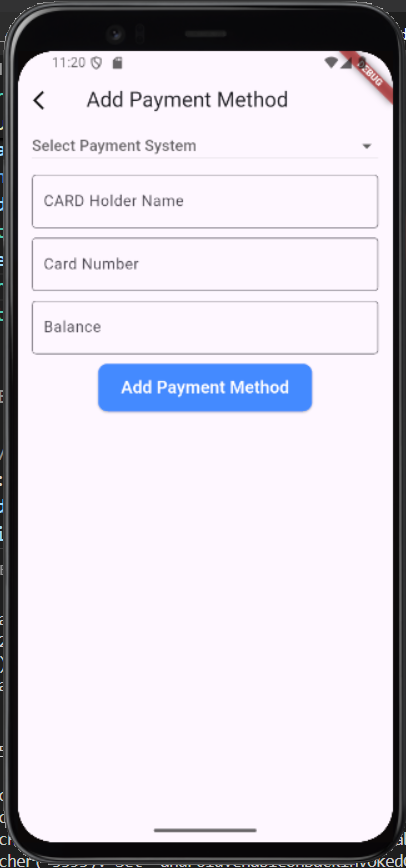 11:20
DEBUG
Add Payment Method
Select Payment System
CARD Holder Name
Card Number
Balance
Add Payment Method